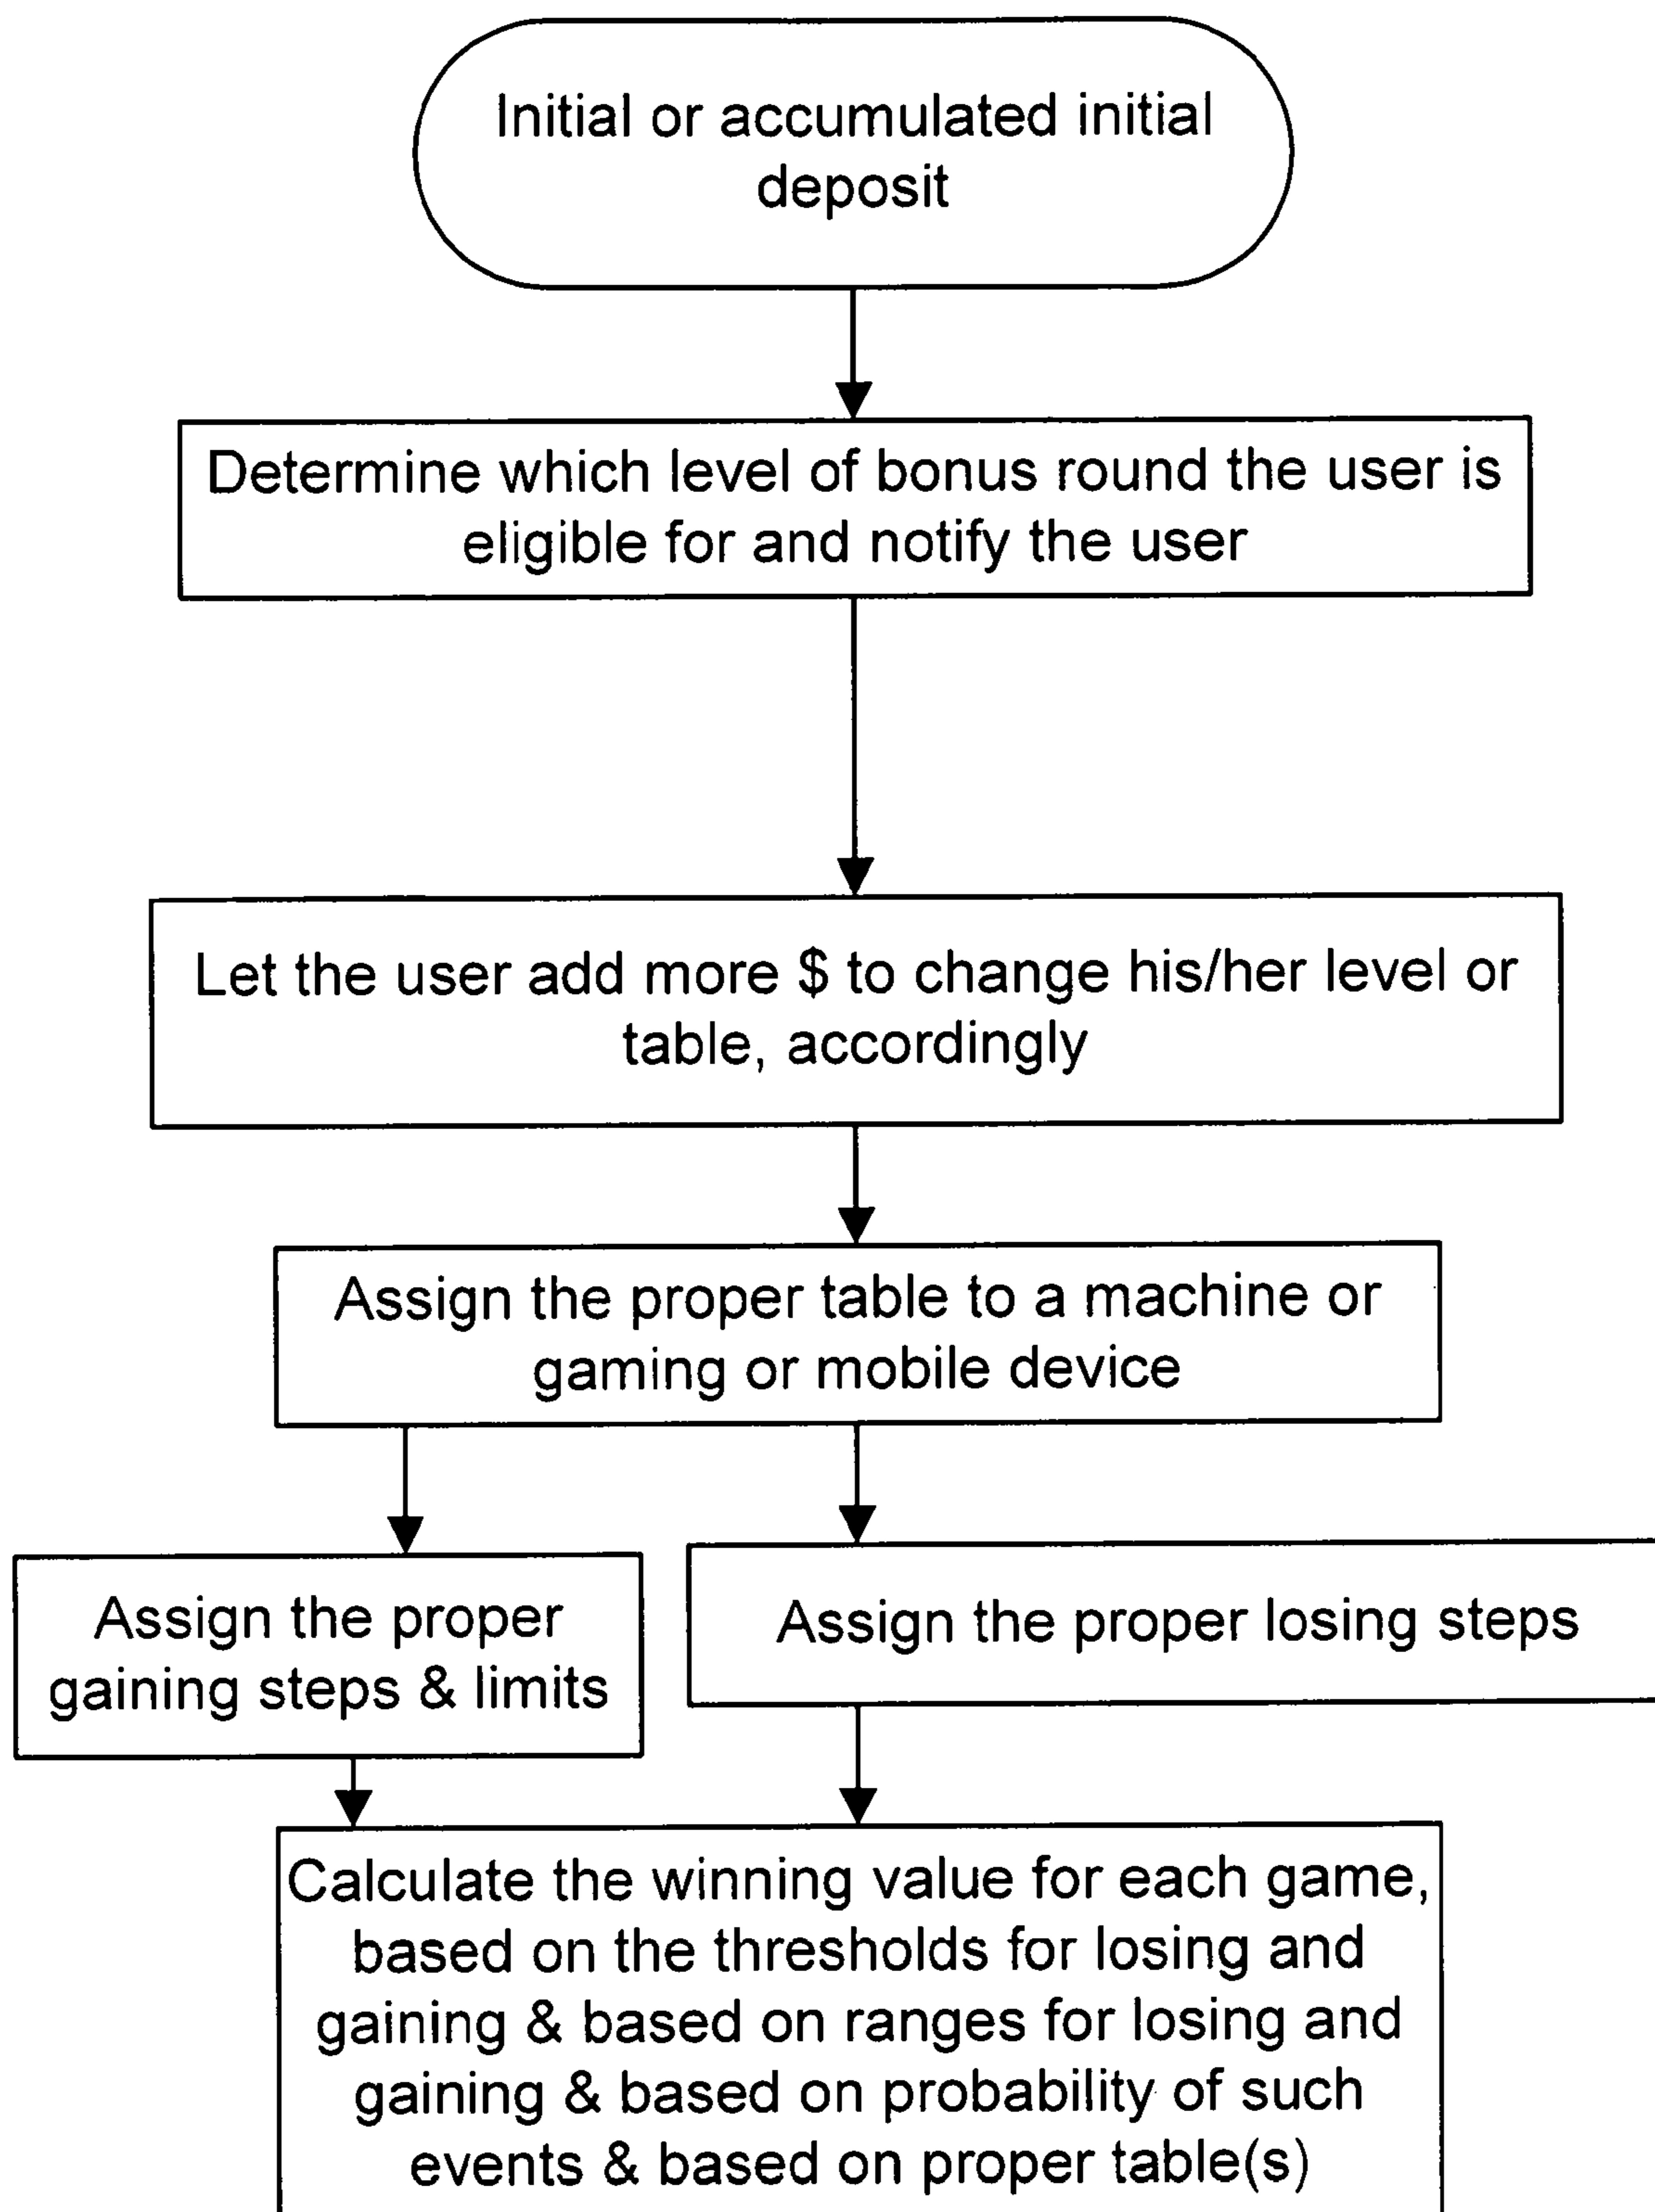 Initial or accumulated initial
deposit
Determine which level of bonus round the user is
eligible for and notify the user
Let the user add more $ to change his/her level or
table, accordingly
Assign the proper table to a machine or
gaming or mobile device
Assign the proper
gaining steps & limits
Assign the proper losing steps
Calculate the winning value for each game,
based on the thresholds for losing and
gaining & based on ranges for losing and
gaining & based on probability of such
events & based on proper table(s)